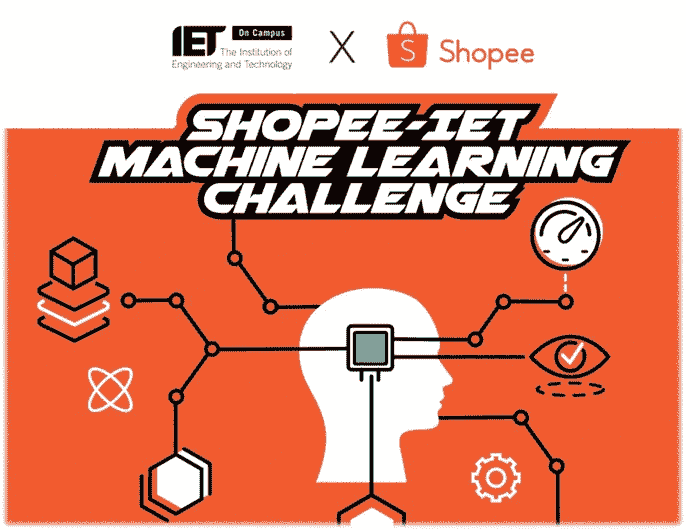 IET On Campus
The Institution of
Engineering and Technology
X
S Shopee
SHOPEE-IET
MACHINE LEARNING
CHALLENGE